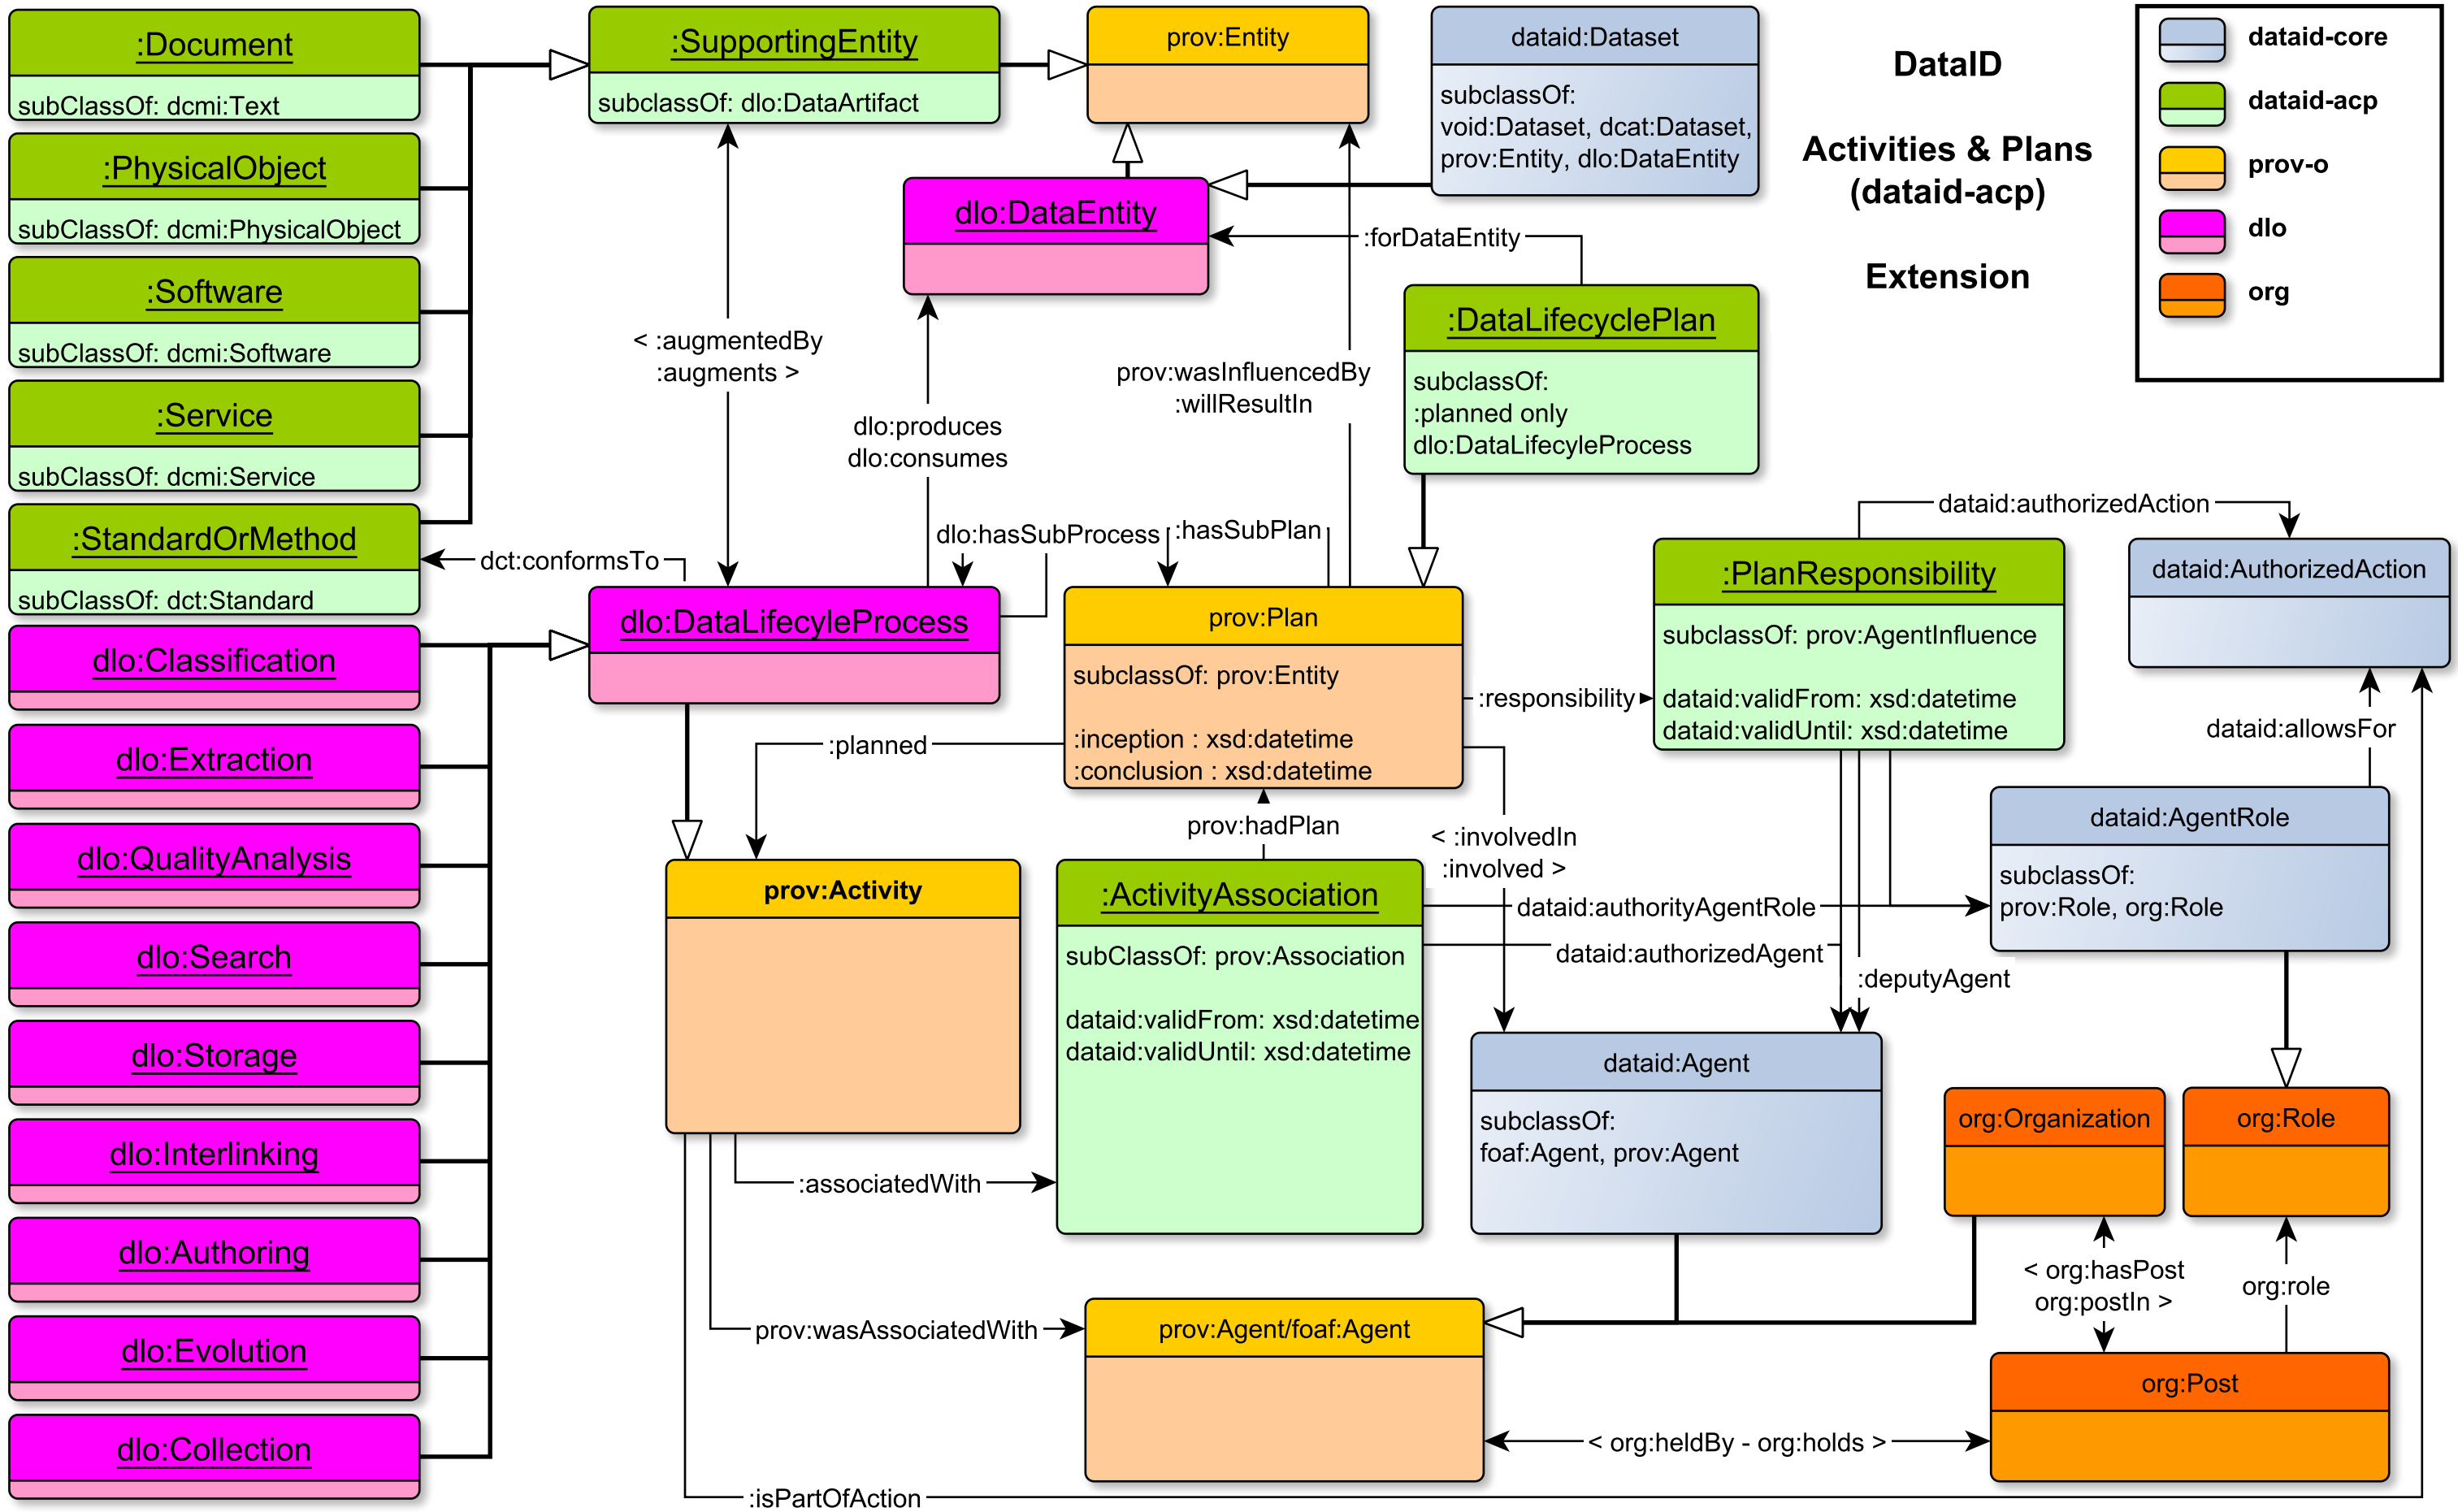 :Document
subClassOf: dcmi:Text
:PhysicalObject
subClassOf: dcmi:PhysicalObject
:Software
subClassOf: dcmi:Software
:Service
subClassOf: dcmi:Service
:StandardOrMethod
subClassOf: dct:Standard
dlo:Classification
dlo:Extraction
dlo:QualityAnalysis
dlo:Search
dlo:Storage
dlo:Interlinking
dlo:Authoring
dlo:Evolution
dlo:Collection
:SupportingEntity
subclassOf: dlo:DataArtifact
prov:Entity
dataid:Dataset
subclassOf:
void:Dataset, dcat:Dataset,
prov:Entity, dlo:DataEntity
DataID
Activities & Plans
(dataid-acp)
Extension
dataid-core
dataid-acp
prov-o
dlo
org
dlo:DataEntity
:forDataEntity
< :augmentedBy
:augments >
dlo:produces
dlo:consumes
prov:wasInfluencedBy
:willResultIn
:DataLifecyclePlan
subclassOf:
:planned only
dlo:DataLifecyleProcess
dct:conformsTo
dlo:hasSubProcess
:hasSubPlan
dataid:authorizedAction
dlo:DataLifecyleProcess
prov:Plan
subclassOf: prov:Entity
:inception : xsd:datetime
:conclusion : xsd:datetime
:responsibility
:PlanResponsibility
subclassOf: prov:AgentInfluence
dataid:validFrom: xsd:datetime
dataid:validUntil: xsd:datetime
dataid:AuthorizedAction
dataid:allowsFor
:planned
prov:hadPlan
< :involvedIn
:involved >
dataid:AgentRole
subclassOf:
prov:Role, org:Role
prov:Activity
:ActivityAssociation
subClassOf: prov:Association
dataid:validFrom: xsd:datetime
dataid:validUntil: xsd:datetime
dataid:authorityAgentRole
dataid:authorizedAgent
:deputyAgent
dataid:Agent
subclassOf:
foaf:Agent, prov:Agent
org:Organization
org:Role
:associatedWith
prov:wasAssociatedWith
prov:Agent/foaf:Agent
< org:hasPost
org:postIn >
org:role
org:Post
< org:heldBy - org:holds >
:isPartOfAction